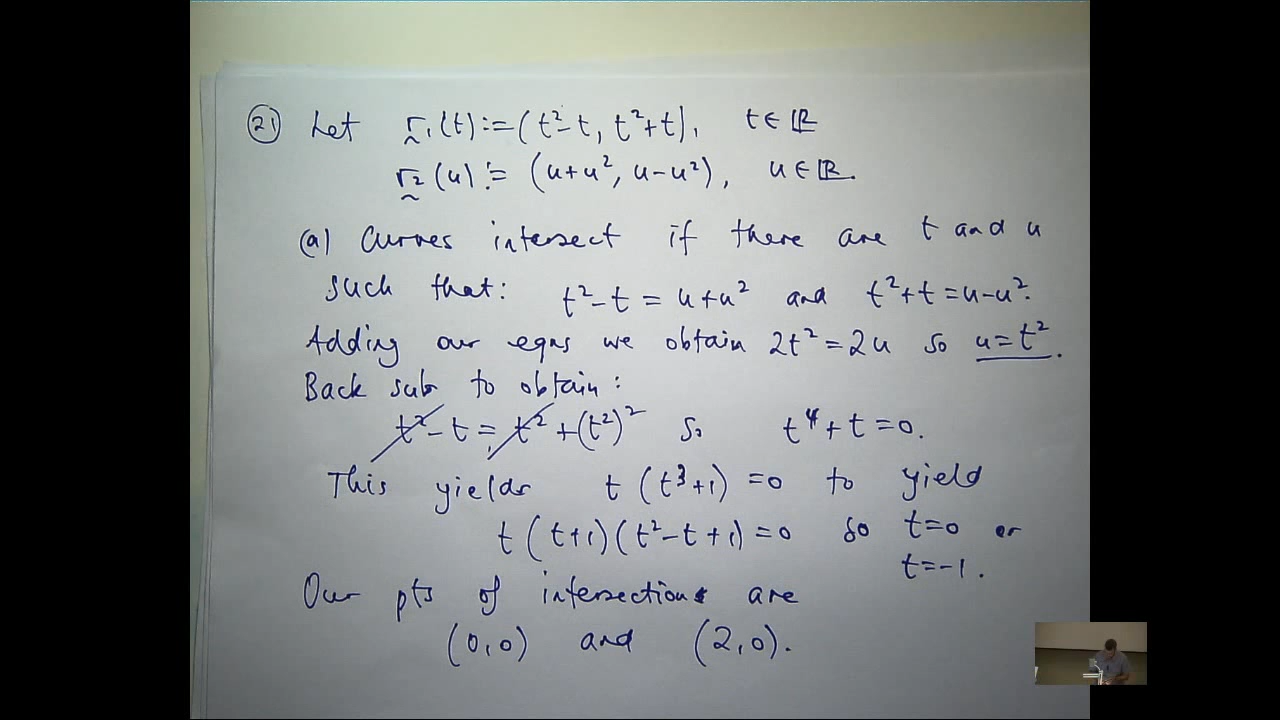 (21) Let r₁(t) := (t²-t, t²+t), t ∈ ℝ
r₂(u) := (u+u², u-u²), u ∈ ℝ.
(a) Curves intersect if there are t and u
such that: t²-t = u+u² and t²+t = u-u².
Adding our eqns we obtain 2t² = 2u so u = t².
Back sub to obtain:
t²-t = t² + (t²)² so t⁴+t = 0.
This yields t(t³+1) = 0 to yield
t(t+1)(t²-t+1) = 0 so t=0 or
t=-1.
Our pts of intersection are
(0,0) and (2,0).